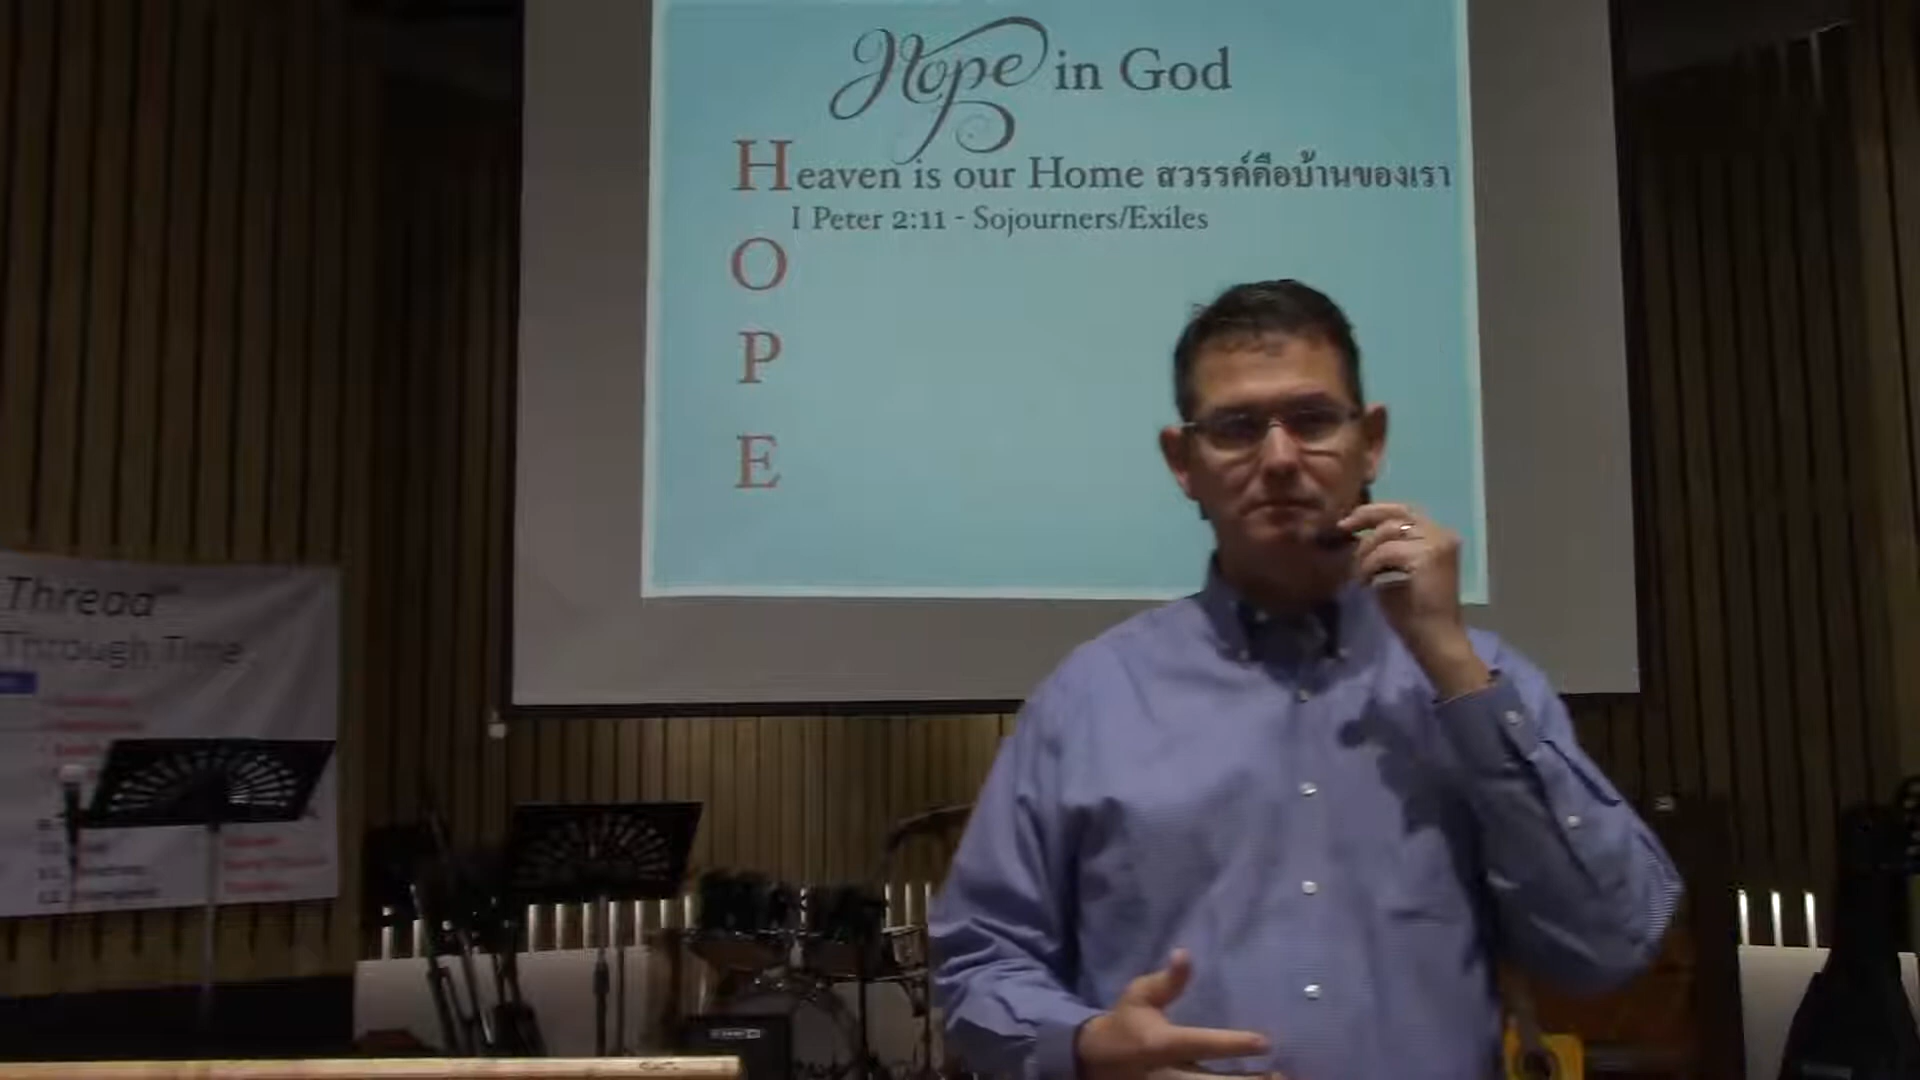 Hope in God
Heaven is our Home สวรรค์คือบ้านของเรา
I Peter 2:11 - Sojourners/Exiles
O
P
E
Thread
Through Time